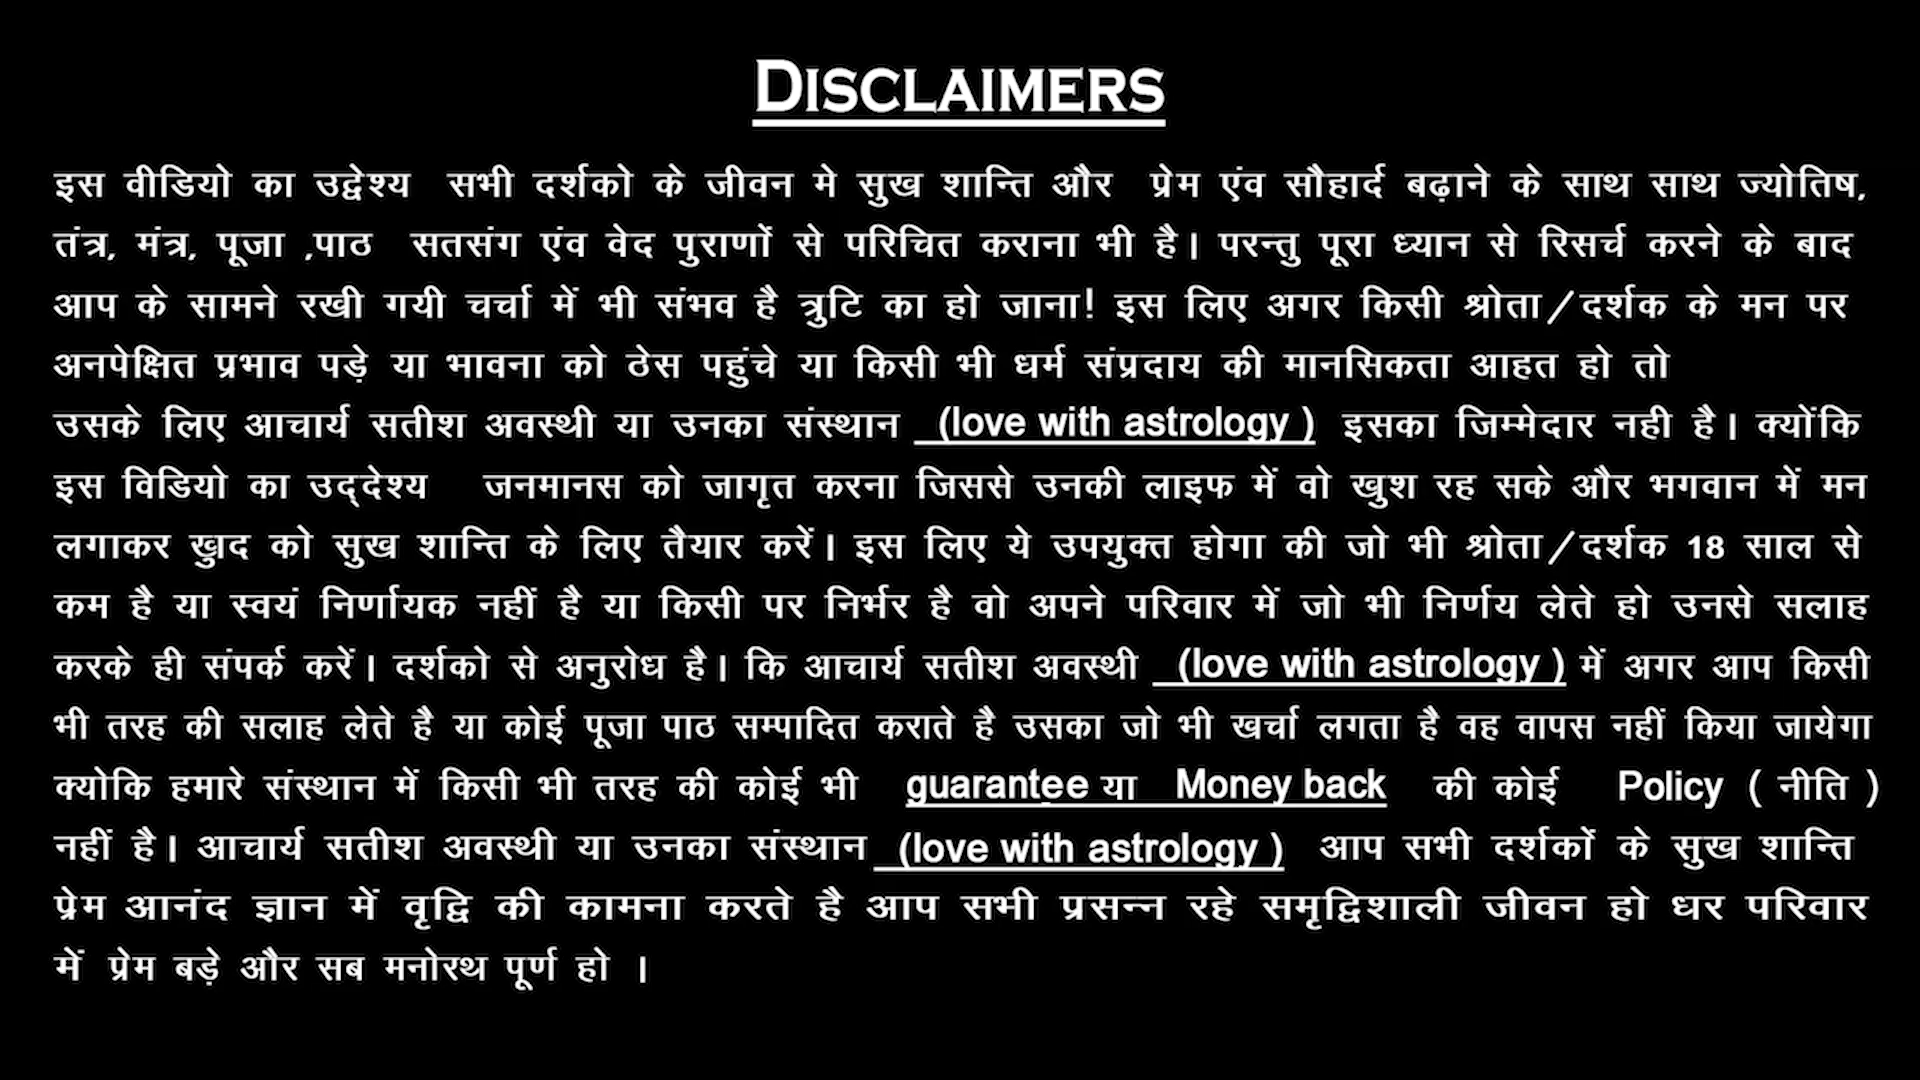 DISCLAIMERS
इस वीडियो का उद्वेश्य सभी दर्शको के जीवन मे सुख शान्ति और प्रेम एंव सौहार्द बढ़ाने के साथ साथ ज्योतिष,
तंत्र, मंत्र, पूजा ,पाठ सतसंग एंव वेद पुराणों से परिचित कराना भी है। परन्तु पूरा ध्यान से रिसर्च करने के बाद
आप के सामने रखी गयी चर्चा में भी संभव है त्रुटि का हो जाना! इस लिए अगर किसी श्रोता/दर्शक के मन पर
अनपेक्षित प्रभाव पड़े या भावना को ठेस पहुंचे या किसी भी धर्म संप्रदाय की मानसिकता आहत हो तो
उसके लिए आचार्य सतीश अवस्थी या उनका संस्थान (love with astrology ) इसका जिम्मेदार नही है। क्योंकि
इस विडियो का उद्देश्य जनमानस को जागृत करना जिससे उनकी लाइफ में वो खुश रह सके और भगवान में मन
लगाकर खुद को सुख शान्ति के लिए तैयार करें। इस लिए ये उपयुक्त होगा की जो भी श्रोता/दर्शक 18 साल से
कम है या स्वयं निर्णायक नहीं है या किसी पर निर्भर है वो अपने परिवार में जो भी निर्णय लेते हो उनसे सलाह
करके ही संपर्क करें। दर्शको से अनुरोध है। कि आचार्य सतीश अवस्थी (love with astrology ) में अगर आप किसी
भी तरह की सलाह लेते है या कोई पूजा पाठ सम्पादित कराते है उसका जो भी खर्चा लगता है वह वापस नहीं किया जायेगा
क्योकि हमारे संस्थान में किसी भी तरह की कोई भी guarantee या Money back की कोई Policy ( नीति )
नहीं है। आचार्य सतीश अवस्थी या उनका संस्थान (love with astrology ) आप सभी दर्शकों के सुख शान्ति
प्रेम आनंद ज्ञान में वृद्वि की कामना करते है आप सभी प्रसन्न रहे समृद्विशाली जीवन हो धर परिवार
में प्रेम बड़े और सब मनोरथ पूर्ण हो ।